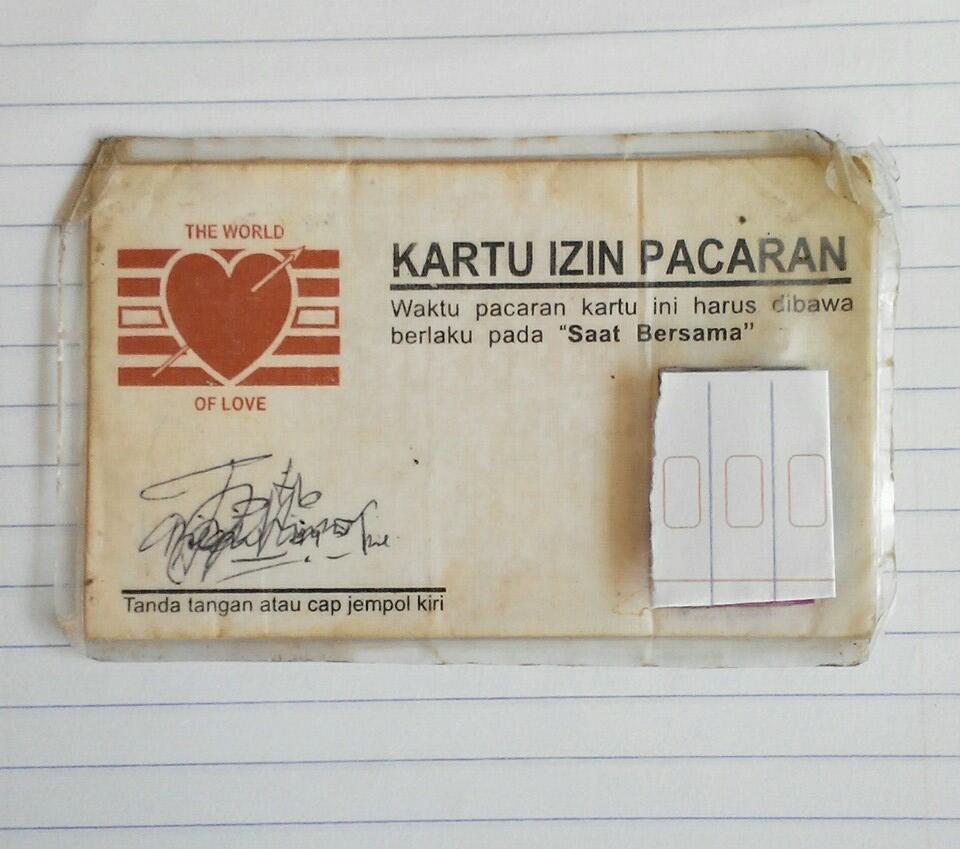 THE WORLD
OF LOVE
KARTU IZIN PACARAN
Waktu pacaran kartu ini harus dibawa
berlaku pada “Saat Bersama”
Tanda tangan atau cap jempol kiri